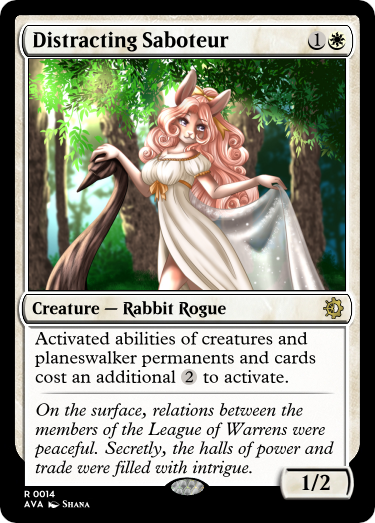 Distracting Saboteur 1
Creature — Rabbit Rogue
Activated abilities of creatures and
planeswalker permanents and cards
cost an additional 2 to activate.
On the surface, relations between the
members of the League of Warrens were
peaceful. Secretly, the halls of power and
trade were filled with intrigue.
1/2
R 0014
AVA SHANA